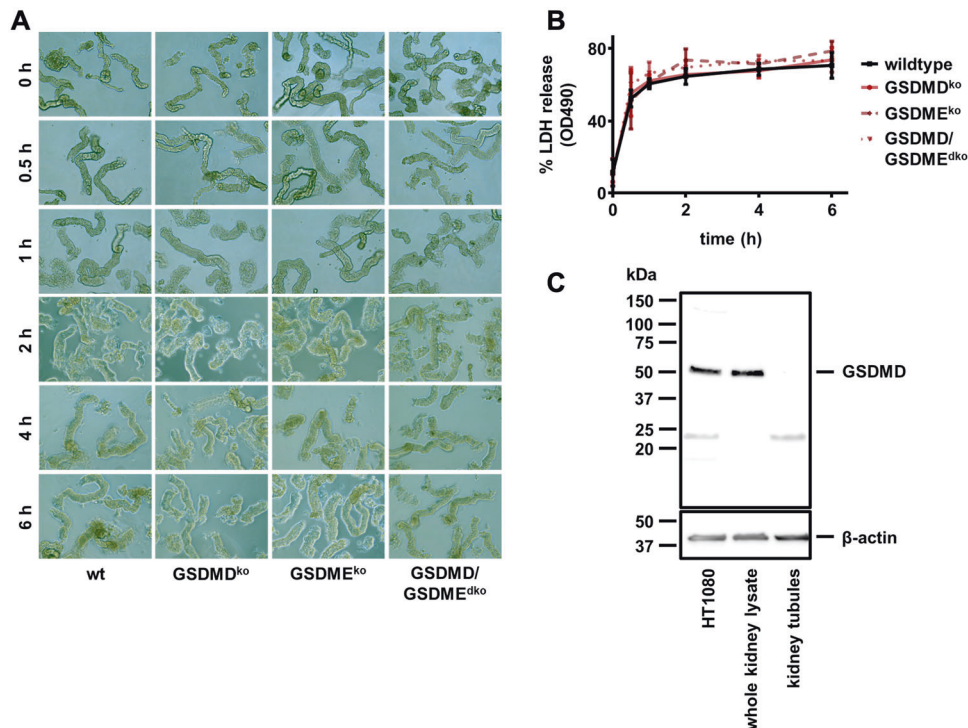 A
0 h
0.5 h
1 h
2 h
4 h
6 h
wt
GSDMDko
GSDMEko
GSDMD/
GSDMEdko
B
% LDH release
(OD490)
80
40
0
0
2
4
6
time (h)
wildtype
GSDMDko
GSDMEko
GSDMD/
GSDMEdko
C
kDa
150
100
75
50
37
25
20
GSDMD
50
37
β-actin
HT1080
whole kidney lysate
kidney tubules